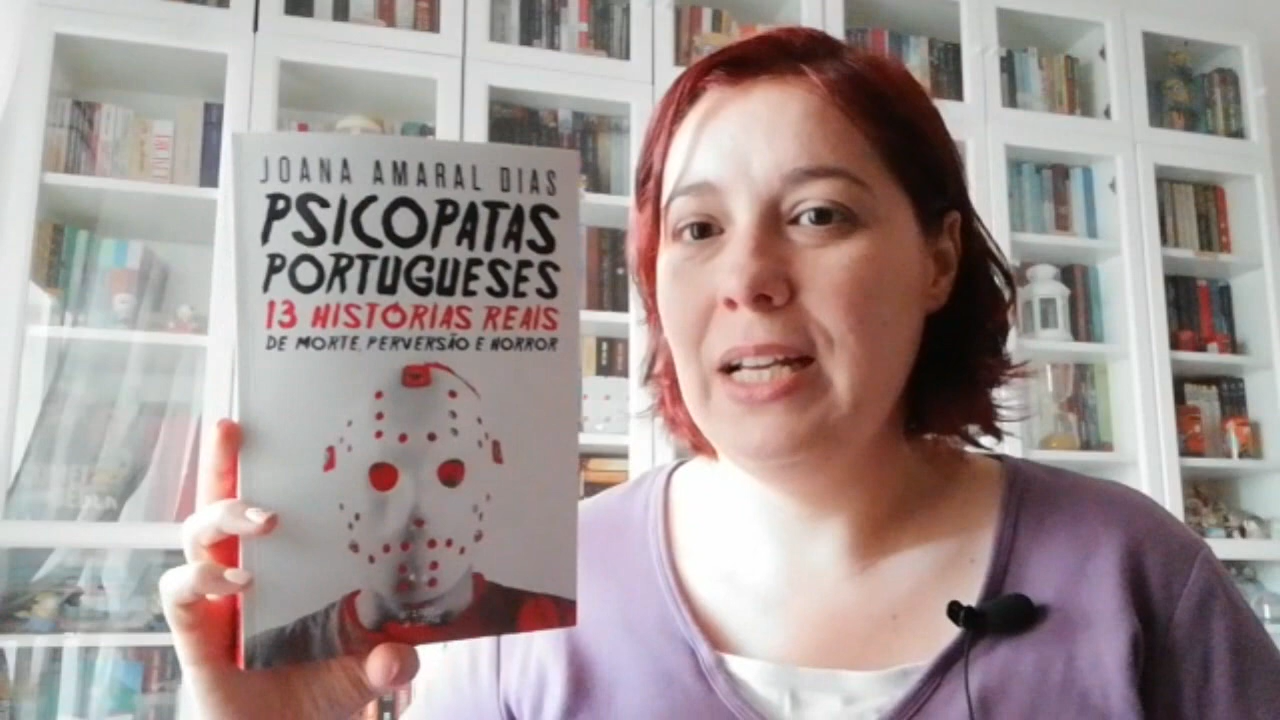 JOANA AMARAL DIAS
PSICOPATAS
PORTUGUESES
13 HISTÓRIAS REAIS
DE MORTE, PERVERSÃO E HORROR